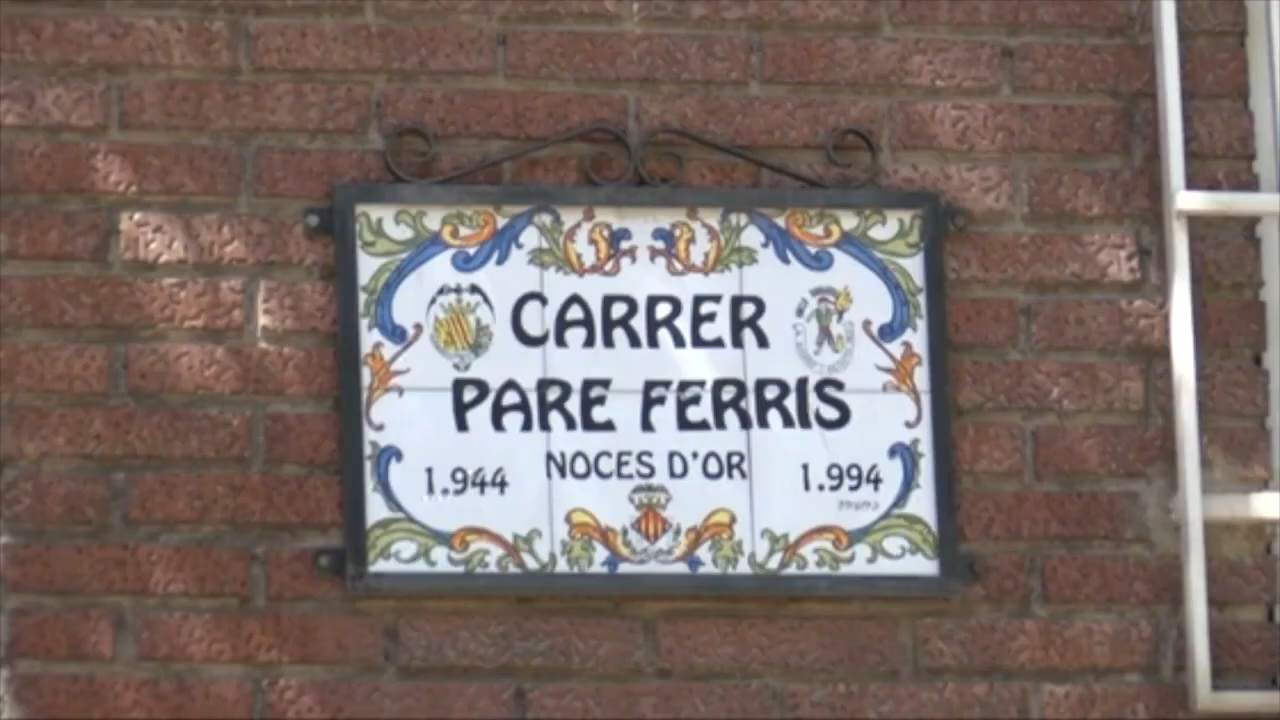 CARRER
PARE FERRIS
NOCES D'OR
1.944
1.994